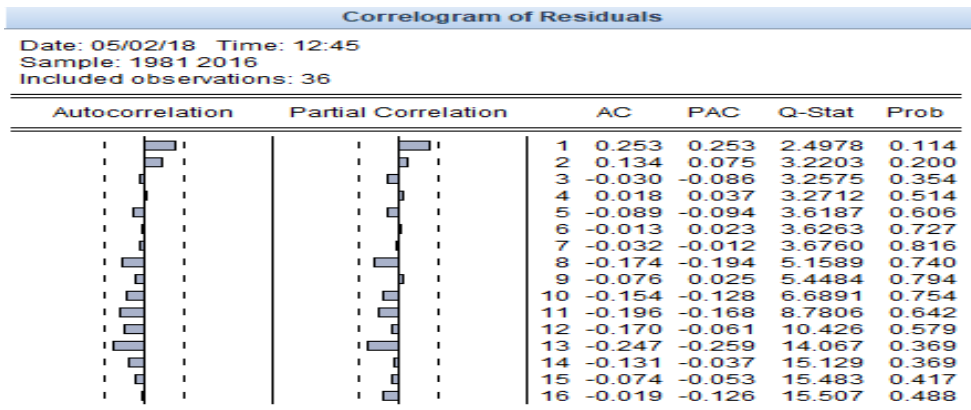 Correlogram of Residuals
Date: 05/02/18 Time: 12:45
Sample: 1981 2016
Included observations: 36
Autocorrelation Partial Correlation AC PAC Q-Stat Prob
1 0.253 0.253 2.4978 0.114
2 0.134 0.075 3.2203 0.200
3 -0.030 -0.086 3.2575 0.354
4 0.018 0.037 3.2712 0.514
5 -0.089 -0.094 3.6187 0.606
6 -0.013 0.023 3.6263 0.727
7 -0.032 -0.012 3.6760 0.816
8 -0.174 -0.194 5.1589 0.740
9 -0.076 0.025 5.4484 0.794
10 -0.154 -0.128 6.6891 0.754
11 -0.196 -0.168 8.7806 0.642
12 -0.170 -0.061 10.426 0.579
13 -0.247 -0.259 14.067 0.369
14 -0.131 -0.037 15.129 0.369
15 -0.074 -0.053 15.483 0.417
16 -0.019 -0.126 15.507 0.488